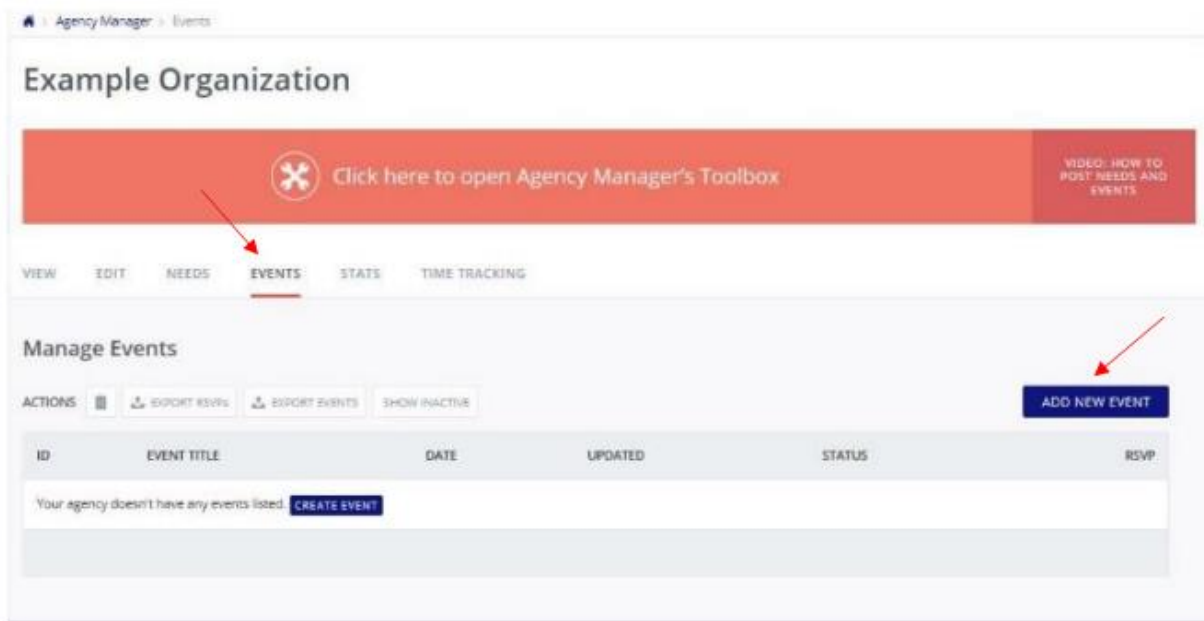 Agency Manager Events
Example Organization
Click here to open Agency Manager's Toolbox
VIDEO: HOW TO
POST NEEDS AND
EVENTS
VIEW EDIT NEEDS EVENTS STATS TIME TRACKING
Manage Events
ACTIONS EXPORT RSVPs EXPORT EVENTS SHOW INACTIVE ADD NEW EVENT
ID EVENT TITLE DATE UPDATED STATUS RSVP
Your agency doesn't have any events listed. CREATE EVENT